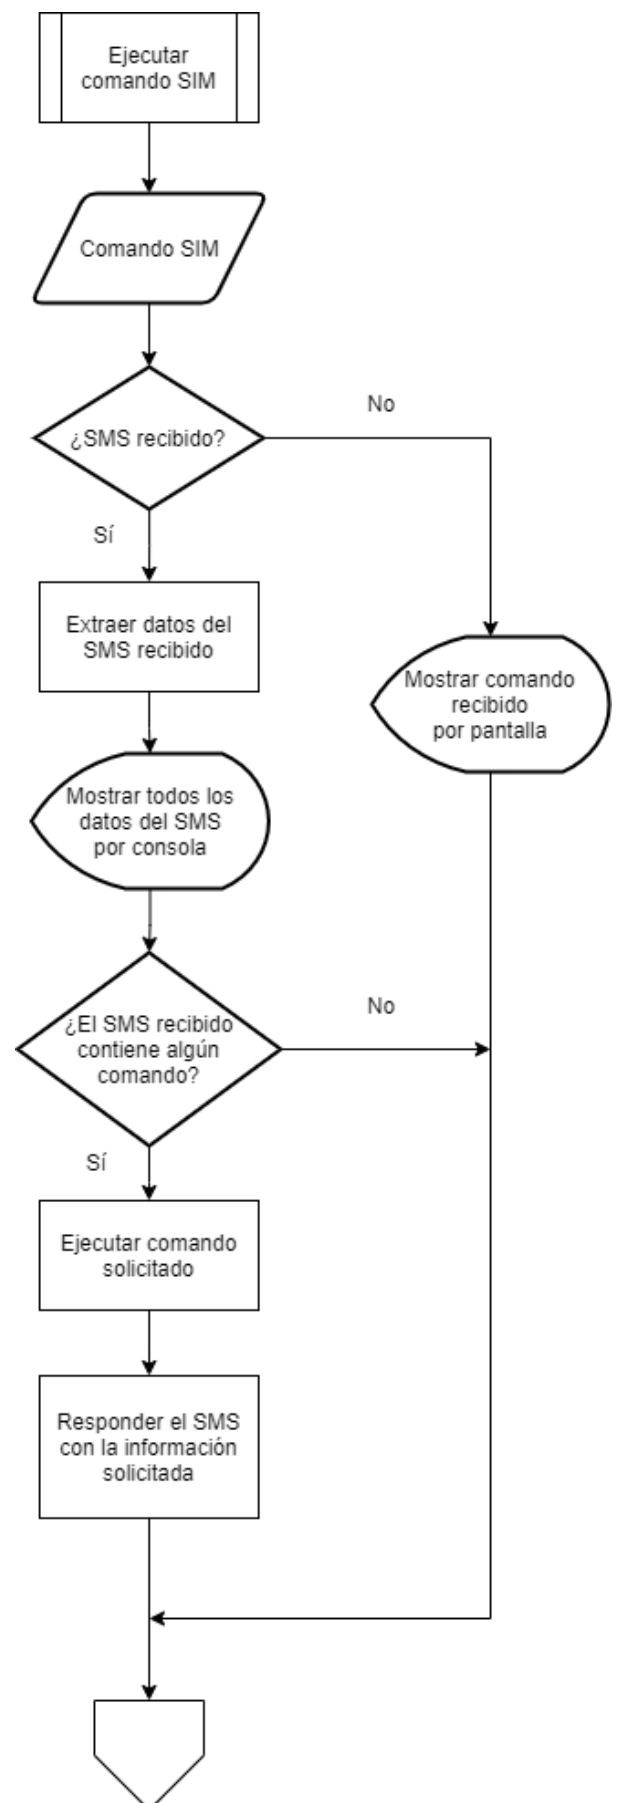 Ejecutar
comando SIM
Comando SIM
¿SMS recibido?
No
Sí
Extraer datos del
SMS recibido
Mostrar comando
recibido
por pantalla
Mostrar todos los
datos del SMS
por consola
¿El SMS recibido
contiene algún
comando?
No
Sí
Ejecutar comando
solicitado
Responder el SMS
con la información
solicitada